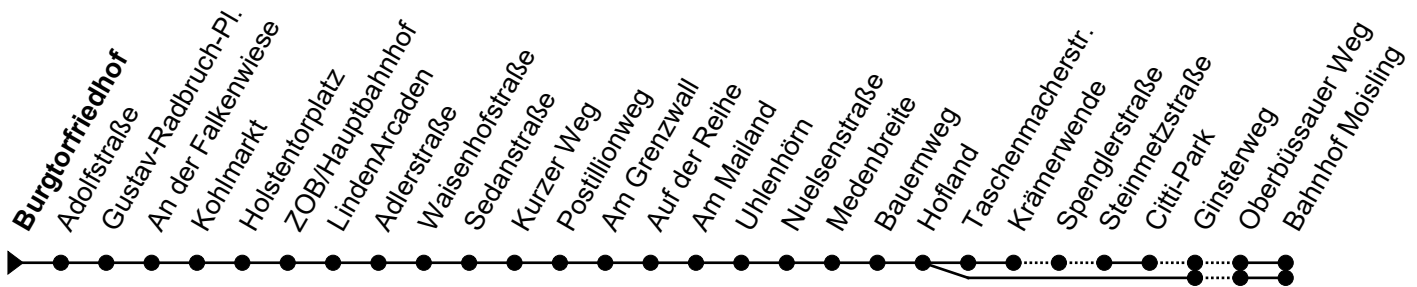 Burgtorfriedhof
Adolfstraße
Gustav-Radbruch-Pl.
An der Falkenwiese
Kohlmarkt
Holstentorplatz
ZOB/Hauptbahnhof
LindenArcaden
Adlerstraße
Waisenhofstraße
Sedanstraße
Kurzer Weg
Postillionweg
Am Grenzwall
Auf der Reihe
Am Mailand
Uhlenhörn
Nuelsenstraße
Medenbreite
Bauernweg
Hofland
Taschenmacherstr.
Krämerwende
Spenglerstraße
Steinmetzstraße
Citti-Park
Ginsterweg
Oberbüssauer Weg
Bahnhof Moisling